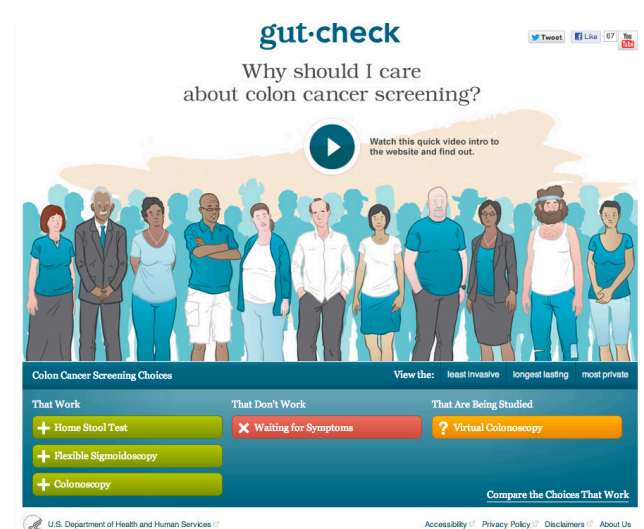 gut·check
Tweet
Like
67
You Tube
Why should I care
about colon cancer screening?
Watch this quick video intro to
the website and find out.
Colon Cancer Screening Choices
View the: least invasive longest lasting most private
That Work
Home Stool Test
Flexible Sigmoidoscopy
Colonoscopy
That Don't Work
Waiting for Symptoms
That Are Being Studied
Virtual Colonoscopy
Compare the Choices That Work
U.S. Department of Health and Human Services
Accessibility Privacy Policy Disclaimers About Us